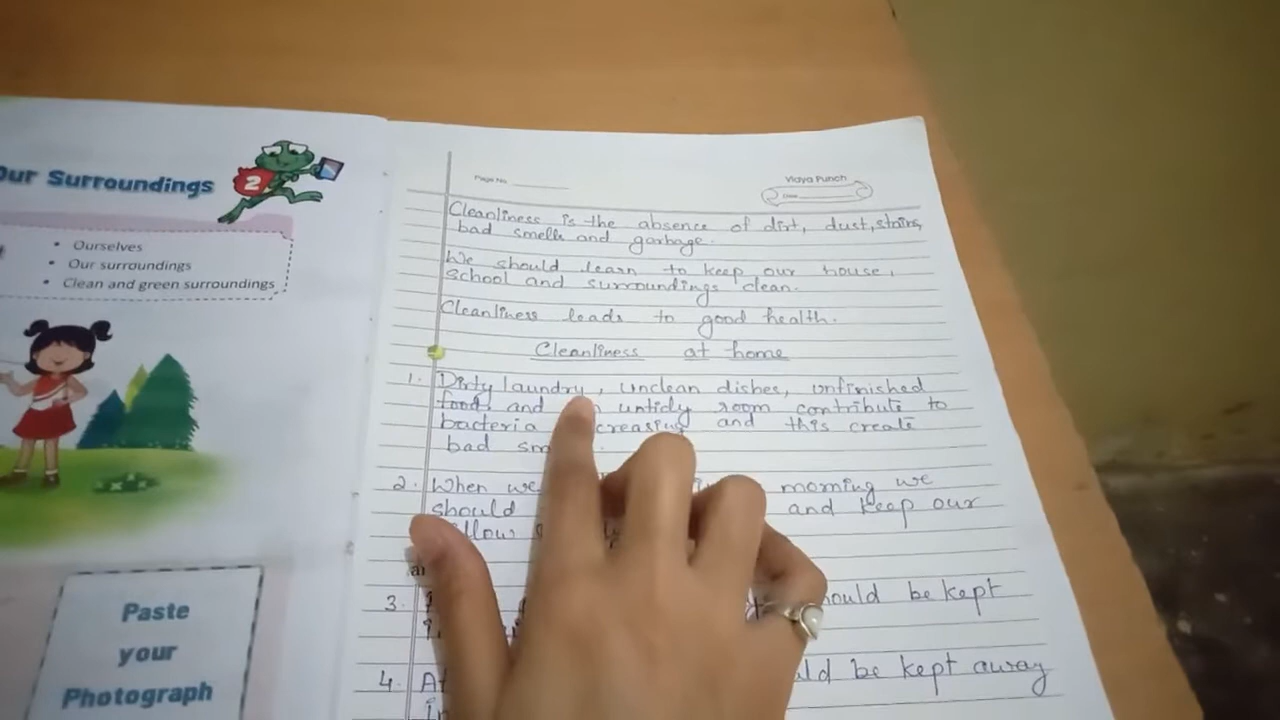 Our Surroundings
2
Ourselves
Our surroundings
Clean and green surroundings
Paste
your
Photograph
Page No.
Vidya Punch
Date
Cleanliness is the absence of dirt, dust, stains,
bad smells and garbage.
We should learn to keep our house,
school and surroundings clean.
Cleanliness leads to good health.
Cleanliness at home
1. Dirty laundry, unclean dishes, unfinished
food, and untidy room contribute to
bacteria and this create
bad
2. When we morning we
should and keep our
3. should be kept
4. kept away